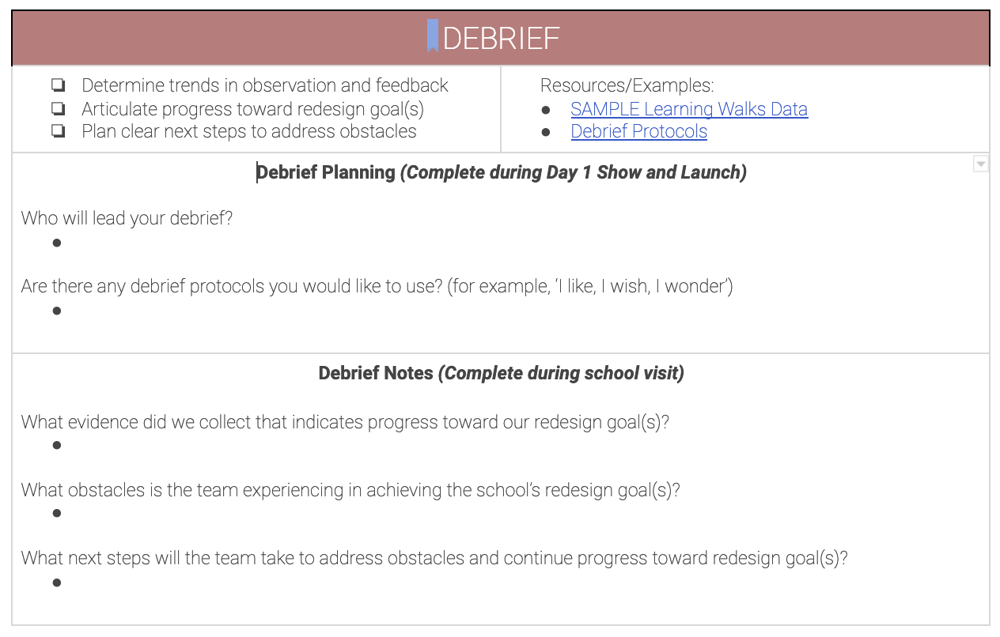 DEBRIEF
❏ Determine trends in observation and feedback
❏ Articulate progress toward redesign goal(s)
❏ Plan clear next steps to address obstacles
Resources/Examples:
● SAMPLE Learning Walks Data
● Debrief Protocols
Debrief Planning (Complete during Day 1 Show and Launch)
Who will lead your debrief?
●
Are there any debrief protocols you would like to use? (for example, ‘I like, I wish, I wonder’)
●
Debrief Notes (Complete during school visit)
What evidence did we collect that indicates progress toward our redesign goal(s)?
●
What obstacles is the team experiencing in achieving the school’s redesign goal(s)?
●
What next steps will the team take to address obstacles and continue progress toward redesign goal(s)?
●